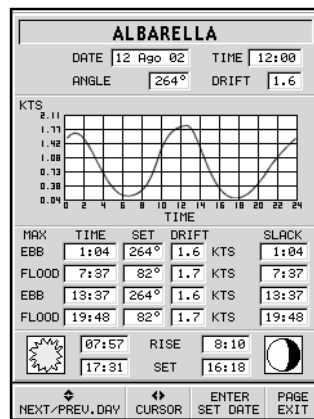 ALBARELLA
DATE 12 Ago 02 TIME 12:00
ANGLE 264° DRIFT 1.6
KTS
2.11
1.77
1.42
1.08
0.73
0.38
0.04
0 2 4 6 8 10 12 14 16 18 20 22 24
TIME
MAX TIME SET DRIFT SLACK
EBB 1:04 264° 1.6 KTS 1:04
FLOOD 7:37 82° 1.7 KTS 7:37
EBB 13:37 264° 1.6 KTS 13:37
FLOOD 19:48 82° 1.7 KTS 19:48
07:57 RISE 8:10
17:31 SET 16:18
NEXT/PREV.DAY CURSOR ENTER SET DATE PAGE EXIT